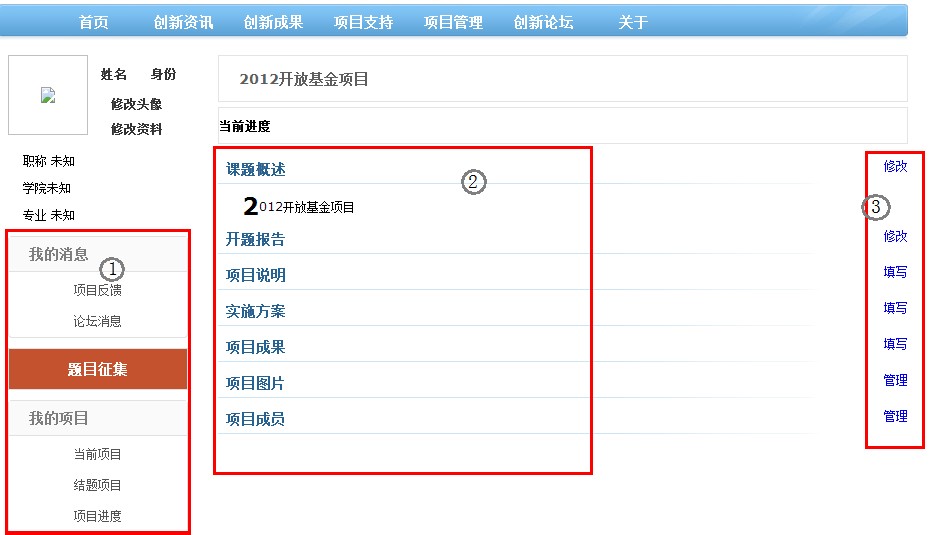 首页 创新资讯 创新成果 项目支持 项目管理 创新论坛 关于
姓名 身份
修改头像
修改资料
职称 未知
学院未知
专业 未知
我的消息
①
项目反馈
论坛消息
题目征集
我的项目
当前项目
结题项目
项目进度
2012开放基金项目
当前进度
课题概述 修改
②
③
2012开放基金项目
开题报告 修改
项目说明 填写
实施方案 填写
项目成果 填写
项目图片 管理
项目成员 管理